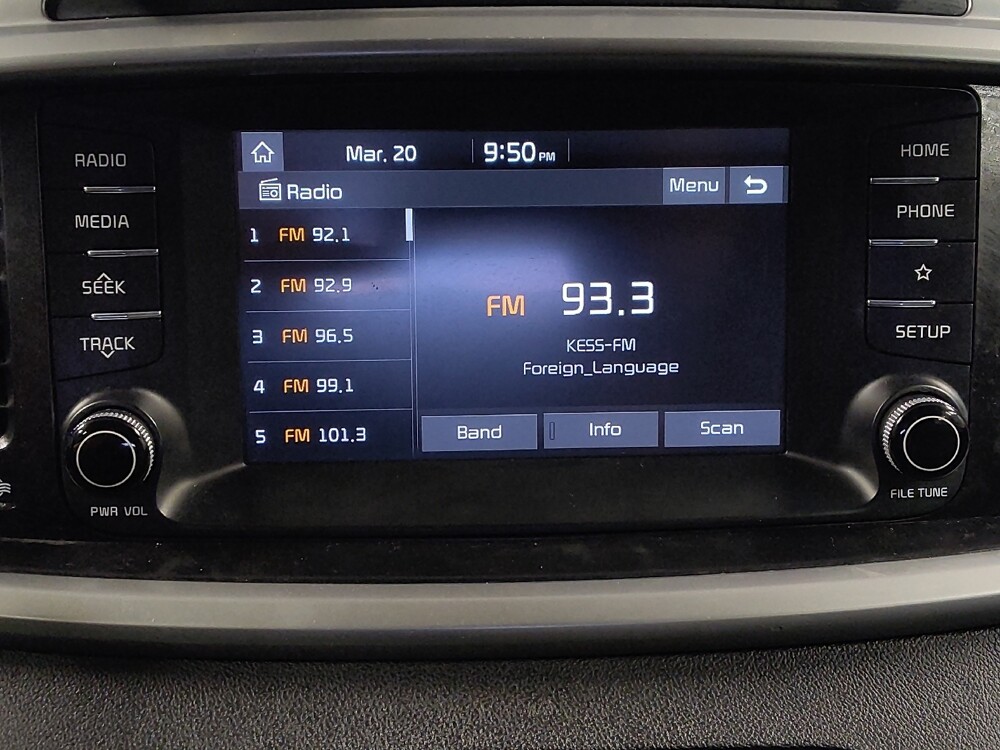 RADIO
MEDIA
SEEK
TRACK
PWR VOL
Mar. 20 9:50 PM
Radio Menu
1 FM 92.1
2 FM 92.9
3 FM 96.5
4 FM 99.1
5 FM 101.3
FM 93.3
KESS-FM
Foreign_Language
Band Info Scan
HOME
PHONE
SETUP
FILE TUNE